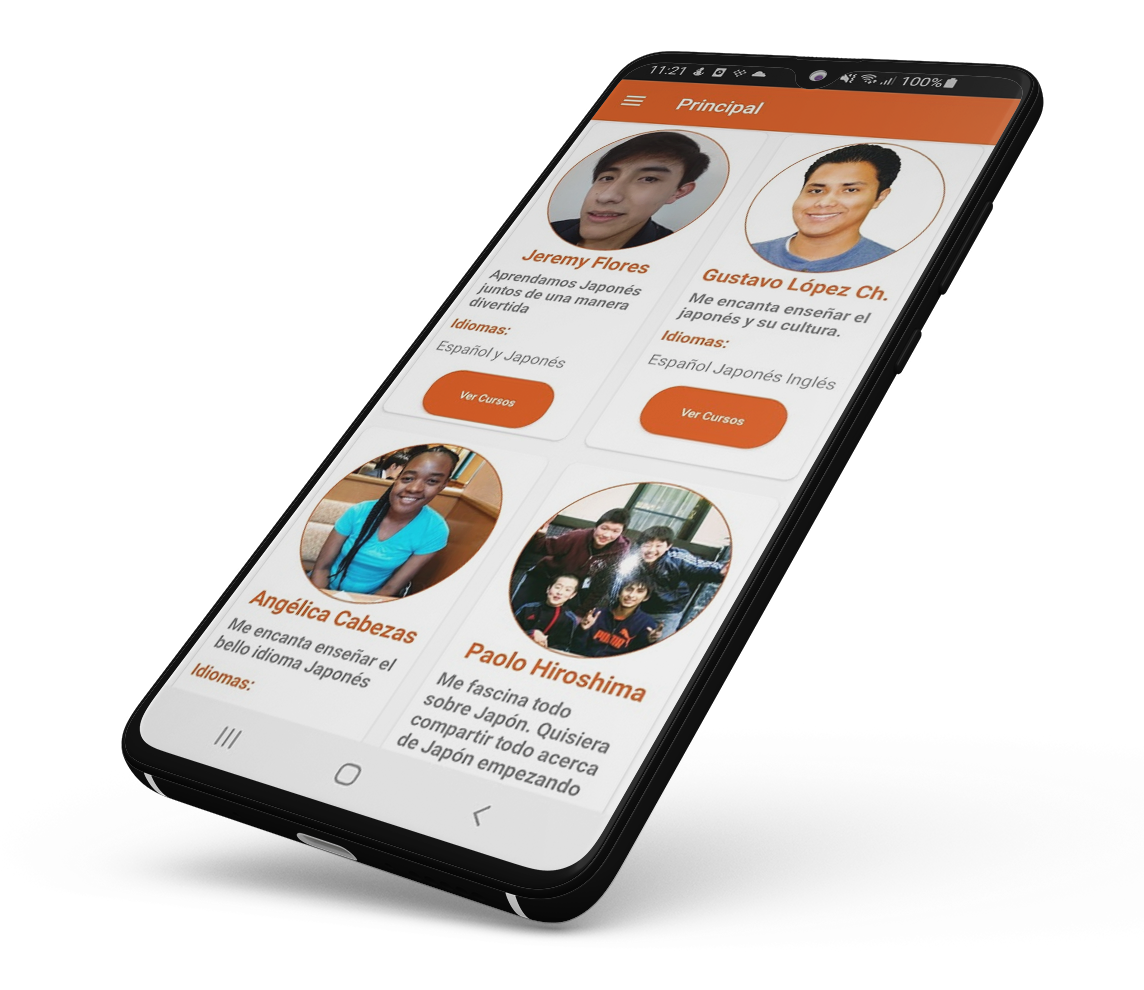 11:21
100%
Principal
Jeremy Flores
Aprendamos Japonés
juntos de una manera
divertida
Idiomas:
Español y Japonés
Ver Cursos
Gustavo López Ch.
Me encanta enseñar el
japonés y su cultura.
Idiomas:
Español Japonés Inglés
Ver Cursos
Angélica Cabezas
Me encanta enseñar el
bello idioma Japonés
Idiomas:
Paolo Hiroshima
Me fascina todo
sobre Japón. Quisiera
compartir todo acerca
de Japón empezando
PUMA